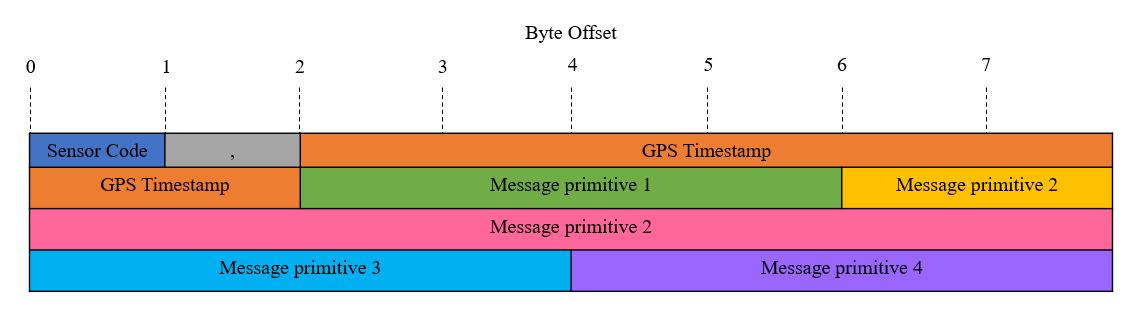 Byte Offset
0 1 2 3 4 5 6 7
Sensor Code , GPS Timestamp
GPS Timestamp Message primitive 1 Message primitive 2
Message primitive 2
Message primitive 3 Message primitive 4